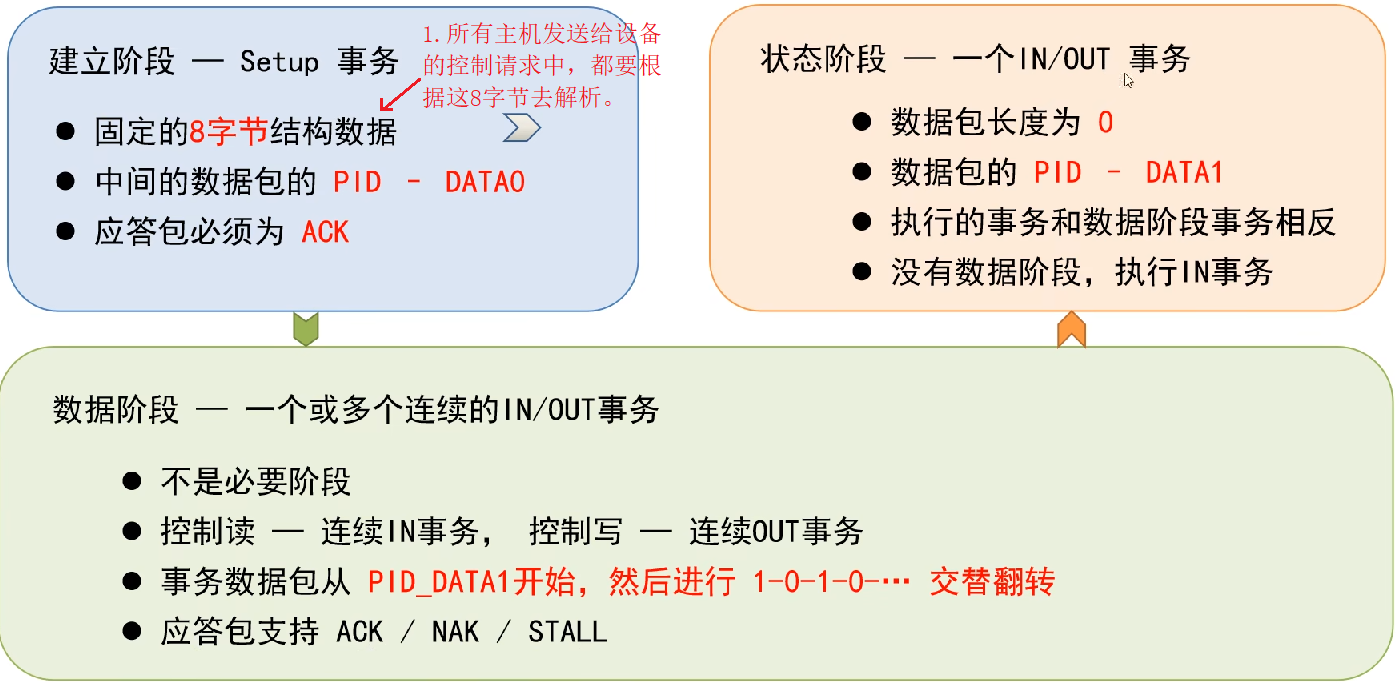 建立阶段 — Setup 事务
1.所有主机发送给设备
的控制请求中，都要根
据这8字节去解析。
● 固定的8字节结构数据
● 中间的数据包的 PID - DATA0
● 应答包必须为 ACK
状态阶段 — 一个IN/OUT 事务
● 数据包长度为 0
● 数据包的 PID - DATA1
● 执行的事务和数据阶段事务相反
● 没有数据阶段，执行IN事务
数据阶段 — 一个或多个连续的IN/OUT事务
● 不是必要阶段
● 控制读 — 连续IN事务， 控制写 — 连续OUT事务
● 事务数据包从 PID_DATA1开始，然后进行 1-0-1-0-… 交替翻转
● 应答包支持 ACK / NAK / STALL